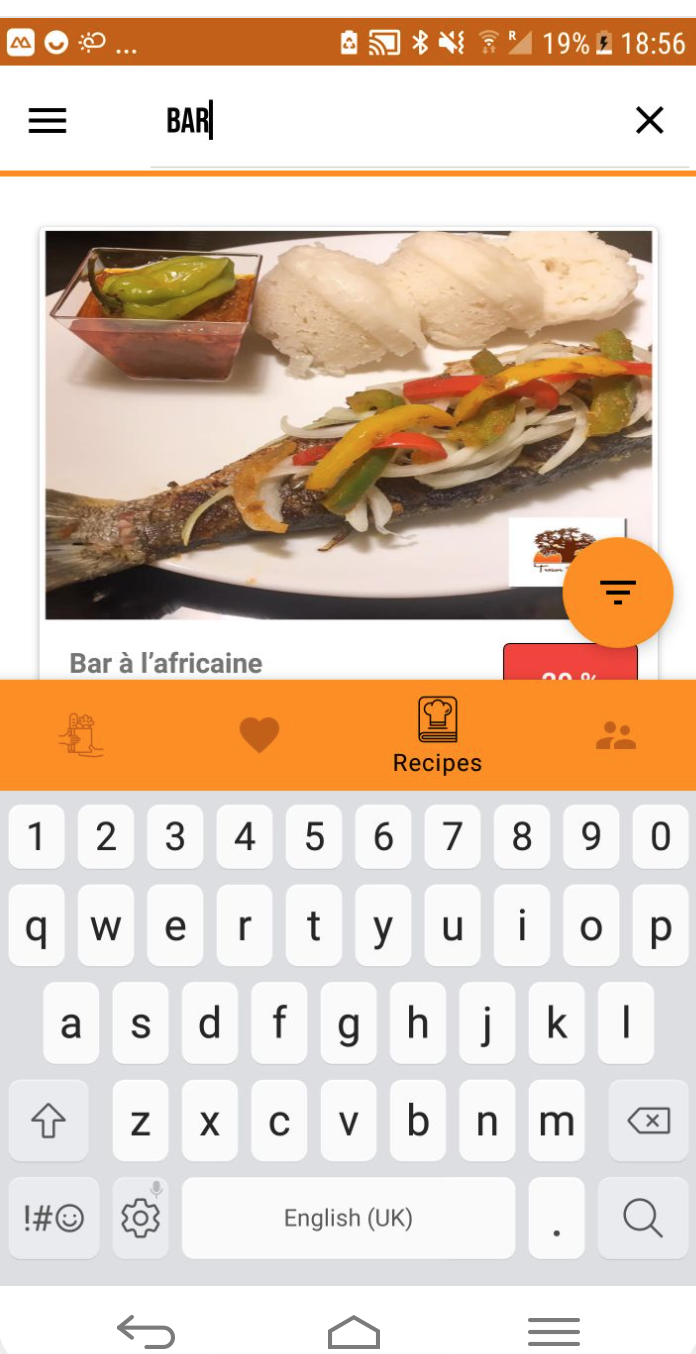 ... R 19% 18:56
BAR
Bar à l’africaine
Recipes
1 2 3 4 5 6 7 8 9 0
q w e r t y u i o p
a s d f g h j k l
z x c v b n m
!#☺ English (UK) .